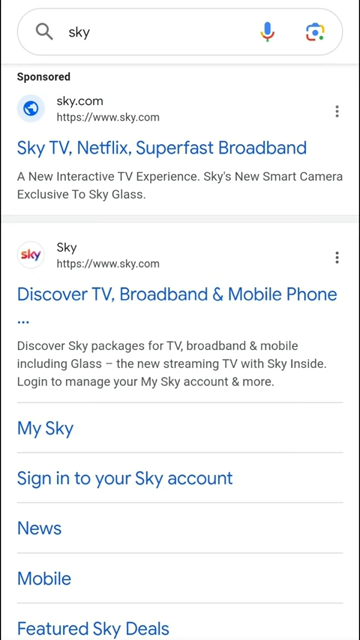 sky
Sponsored
sky.com
https://www.sky.com
Sky TV, Netflix, Superfast Broadband
A New Interactive TV Experience. Sky's New Smart Camera
Exclusive To Sky Glass.
sky
Sky
https://www.sky.com
Discover TV, Broadband & Mobile Phone
...
Discover Sky packages for TV, broadband & mobile
including Glass – the new streaming TV with Sky Inside.
Login to manage your My Sky account & more.
My Sky
Sign in to your Sky account
News
Mobile
Featured Sky Deals